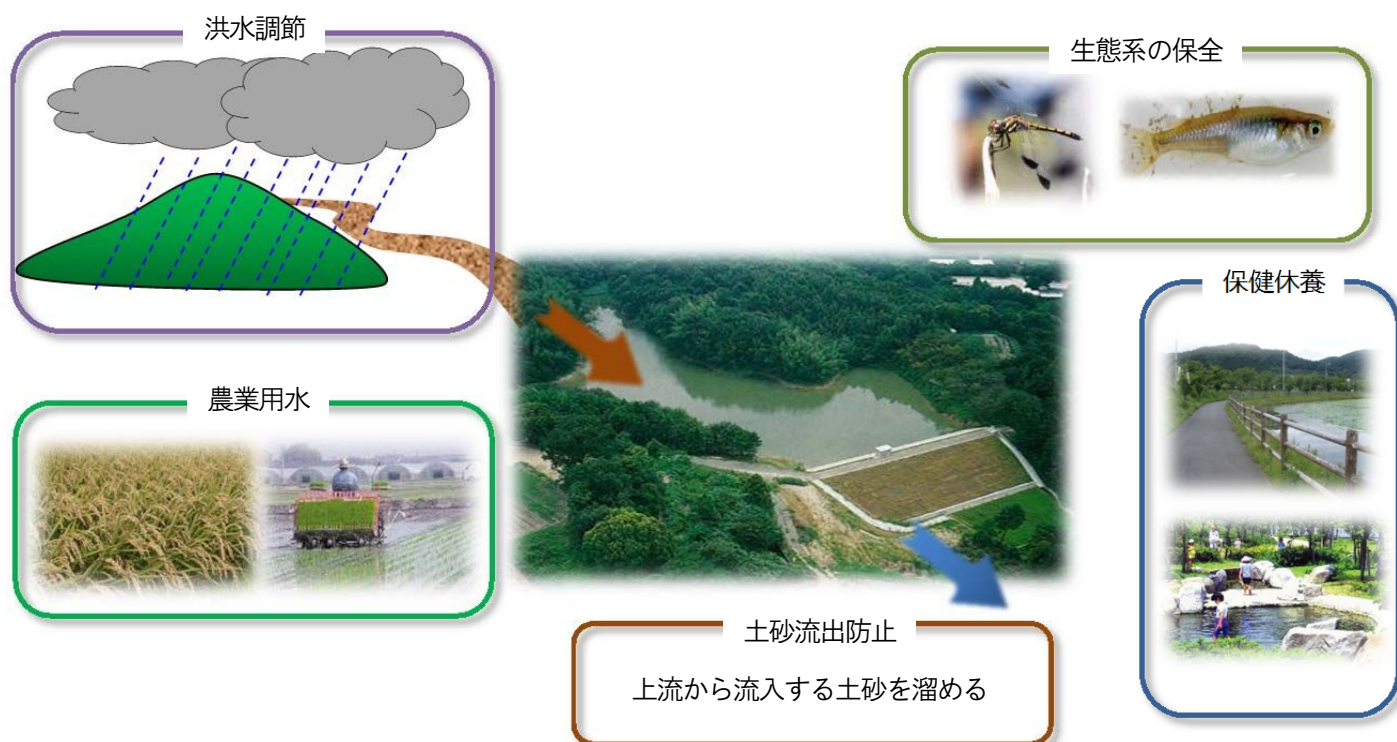 洪水調節
生態系の保全
保健休養
農業用水
土砂流出防止
上流から流入する土砂を溜める